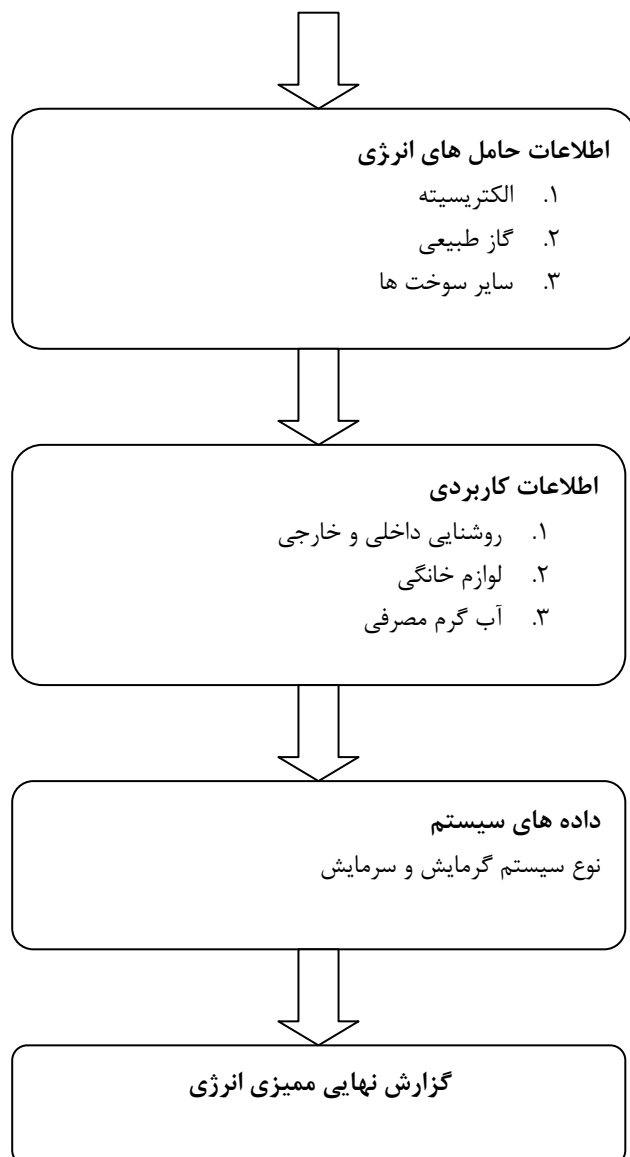 اطلاعات حامل های انرژی
۱. الکتریسیته
۲. گاز طبیعی
۳. سایر سوخت ها
اطلاعات کاربردی
۱. روشنایی داخلی و خارجی
۲. لوازم خانگی
۳. آب گرم مصرفی
داده های سیستم
نوع سیستم گرمایش و سرمایش
گزارش نهایی ممیزی انرژی